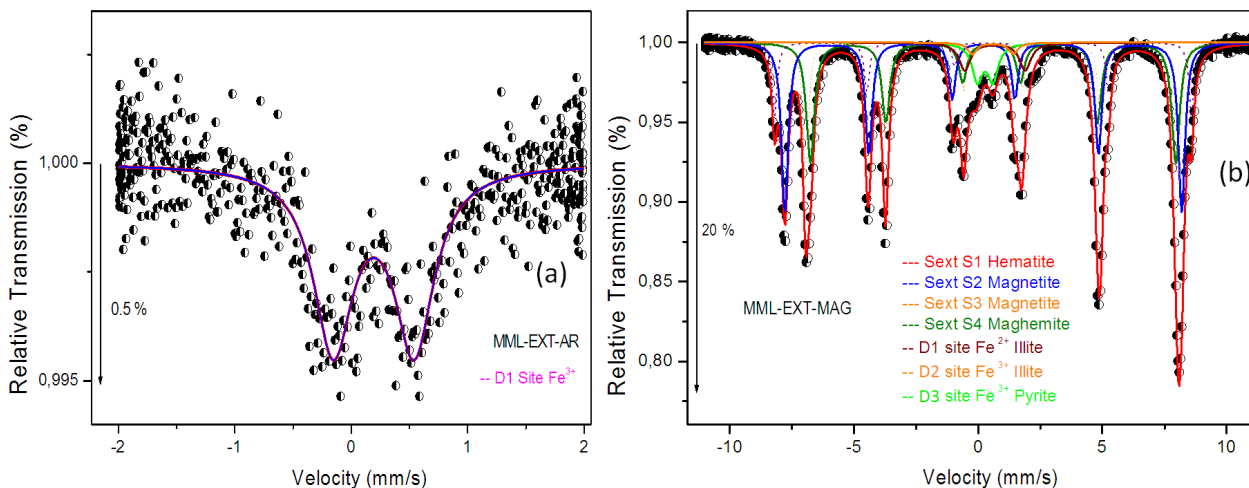 Relative Transmission (%)
1,000
0,995
0.5 %
(a)
MML-EXT-AR
-- D1 Site Fe³⁺
-2
-1
0
1
2
Velocity (mm/s)
Relative Transmission (%)
1,00
0,95
0,90
0,85
0,80
20 %
(b)
MML-EXT-MAG
--- Sext S1 Hematite
--- Sext S2 Magnetite
--- Sext S3 Magnetite
--- Sext S4 Maghemite
-- D1 site Fe²⁺ Illite
-- D2 site Fe³⁺ Illite
-- D3 site Fe³⁺ Pyrite
-10
-5
0
5
10
Velocity (mm/s)